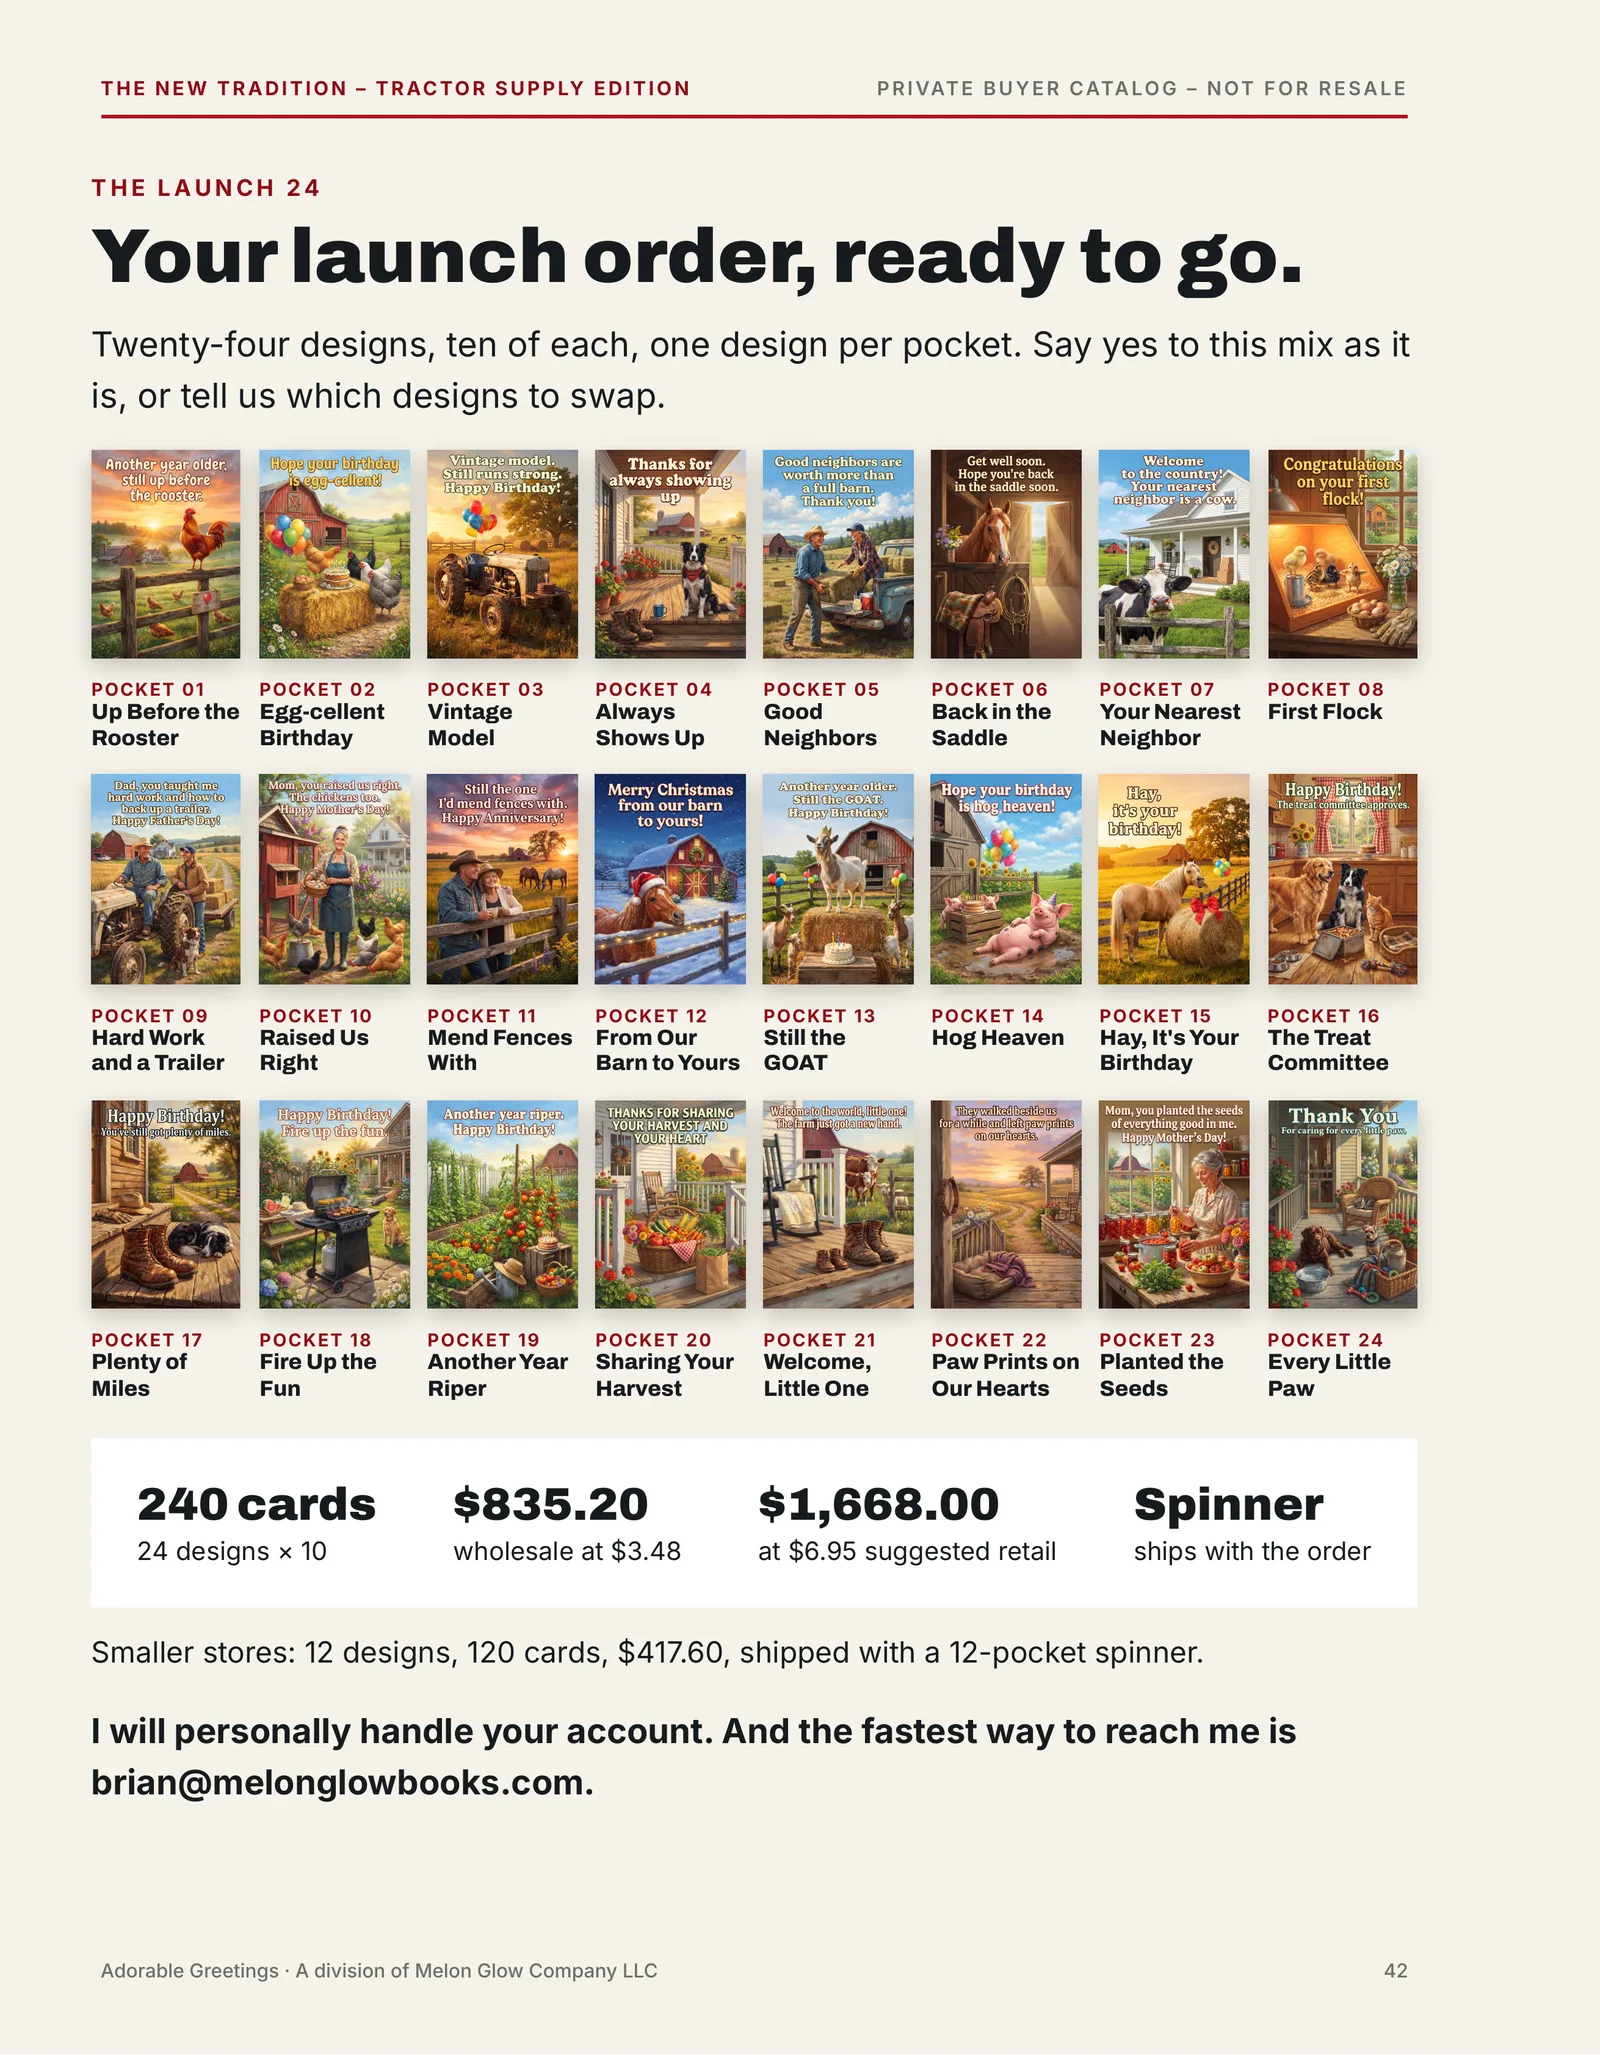 THE NEW TRADITION – TRACTOR SUPPLY EDITION
PRIVATE BUYER CATALOG – NOT FOR RESALE
THE LAUNCH 24
Your launch order, ready to go.
Twenty-four designs, ten of each, one design per pocket. Say yes to this mix as it
is, or tell us which designs to swap.
Another year older,
still up before
the rooster.
Hope your birthday
is egg-cellent!
Vintage model.
Still runs strong.
Happy Birthday!
Thanks for
always showing
up
Good neighbors are
worth more than
a full barn.
Thank you!
Get well soon.
Hope you're back
in the saddle soon.
Welcome
to the country!
Your nearest
neighbor is a cow.
Congratulations
on your first
flock!
POCKET 01
Up Before the
Rooster
POCKET 02
Egg-cellent
Birthday
POCKET 03
Vintage
Model
POCKET 04
Always
Shows Up
POCKET 05
Good
Neighbors
POCKET 06
Back in the
Saddle
POCKET 07
Your Nearest
Neighbor
POCKET 08
First Flock
Dad, you taught me
hard work and how to
back up a trailer.
Happy Father's Day!
Mom, you raised us right.
The chickens too.
Happy Mother's Day!
Still the one
I'd mend fences with.
Happy Anniversary!
Merry Christmas
from our barn
to yours!
Another year older.
Still the GOAT.
Happy Birthday!
Hope your birthday
is hog heaven!
Hay,
it's your
birthday!
Happy Birthday!
The treat committee approves.
POCKET 09
Hard Work
and a Trailer
POCKET 10
Raised Us
Right
POCKET 11
Mend Fences
With
POCKET 12
From Our
Barn to Yours
POCKET 13
Still the
GOAT
POCKET 14
Hog Heaven
POCKET 15
Hay, It's Your
Birthday
POCKET 16
The Treat
Committee
Happy Birthday!
You've still got plenty of miles.
Happy Birthday!
Fire up the fun.
Another year riper.
Happy Birthday!
THANKS FOR SHARING
YOUR HARVEST AND
YOUR HEART
Welcome to the world, little one!
The farm just got a new hand.
They walked beside us
for a while and left paw prints
on our hearts.
Mom, you planted the seeds
of everything good in me.
Happy Mother's Day!
Thank You
For caring for every little paw.
POCKET 17
Plenty of
Miles
POCKET 18
Fire Up the
Fun
POCKET 19
Another Year
Riper
POCKET 20
Sharing Your
Harvest
POCKET 21
Welcome,
Little One
POCKET 22
Paw Prints on
Our Hearts
POCKET 23
Planted the
Seeds
POCKET 24
Every Little
Paw
240 cards
24 designs × 10
$835.20
wholesale at $3.48
$1,668.00
at $6.95 suggested retail
Spinner
ships with the order
Smaller stores: 12 designs, 120 cards, $417.60, shipped with a 12-pocket spinner.
I will personally handle your account. And the fastest way to reach me is
brian@melonglowbooks.com.
Adorable Greetings · A division of Melon Glow Company LLC
42